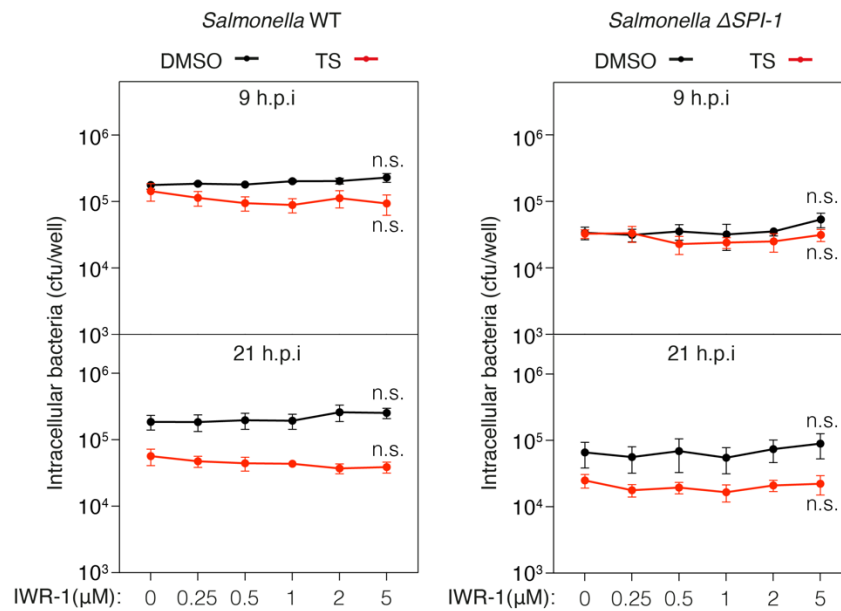 Salmonella WT
DMSO TS
9 h.p.i
10⁶
10⁵
10⁴
10³
n.s.
n.s.
21 h.p.i
10⁶
10⁵
10⁴
10³
n.s.
n.s.
Intracellular bacteria (cfu/well)
IWR-1(μM): 0 0.25 0.5 1 2 5
Salmonella ΔSPI-1
DMSO TS
9 h.p.i
10⁶
10⁵
10⁴
10³
n.s.
n.s.
21 h.p.i
10⁶
10⁵
10⁴
10³
n.s.
n.s.
Intracellular bacteria (cfu/well)
IWR-1(μM): 0 0.25 0.5 1 2 5